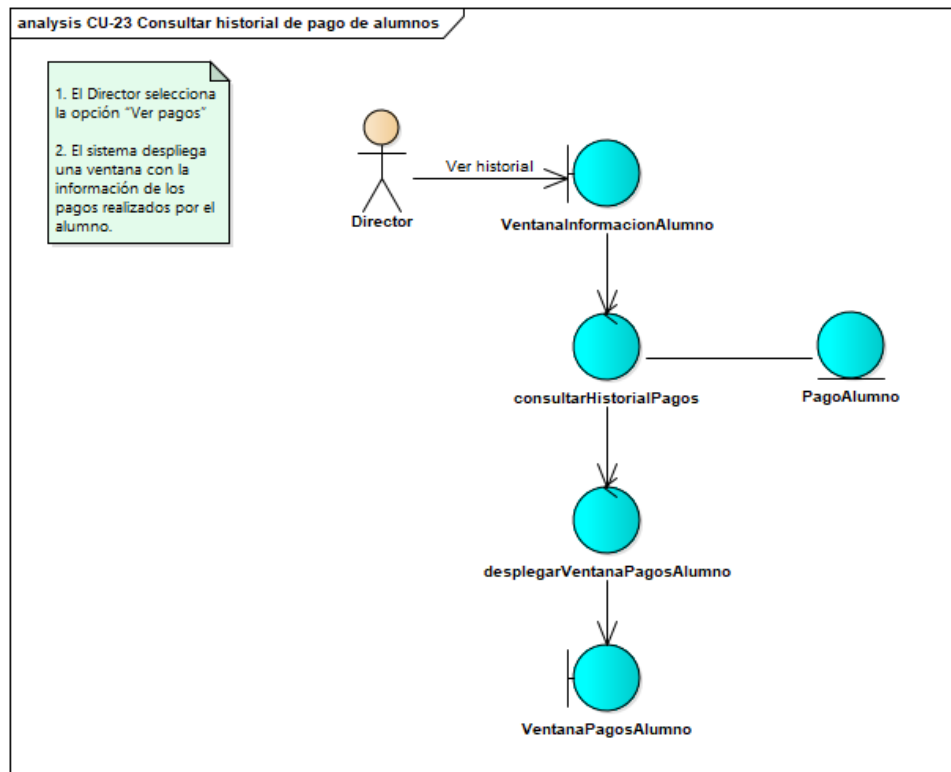 analysis CU-23 Consultar historial de pago de alumnos
1. El Director selecciona
la opción “Ver pagos”
2. El sistema despliega
una ventana con la
información de los
pagos realizados por el
alumno.
Ver historial
Director
VentanaInformacionAlumno
consultarHistorialPagos
PagoAlumno
desplegarVentanaPagosAlumno
VentanaPagosAlumno